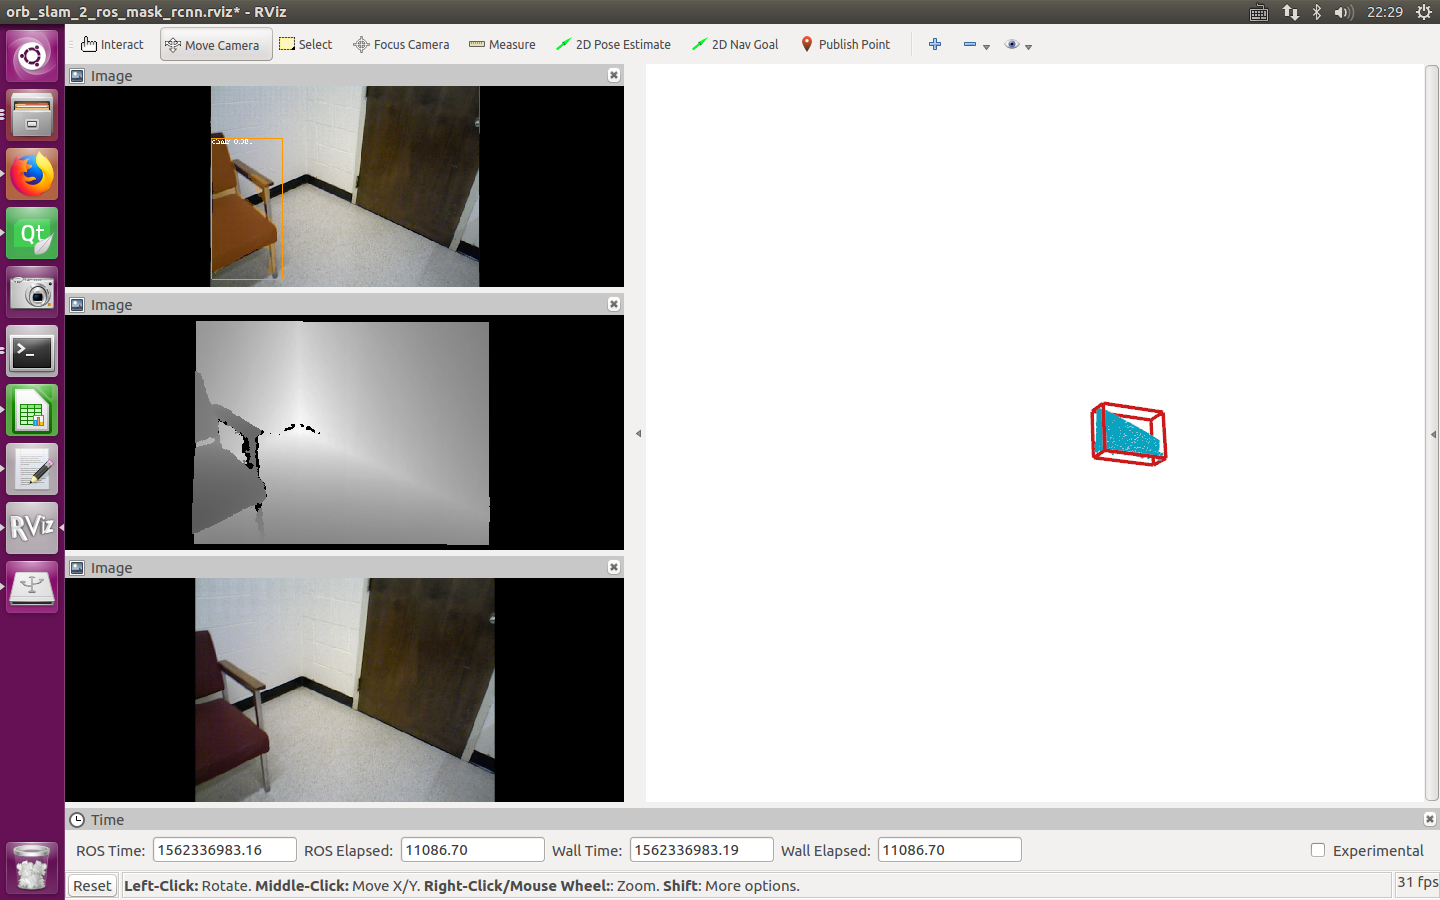 orb_slam_2_ros_mask_rcnn.rviz* - RViz
22:29
Interact
Move Camera
Select
Focus Camera
Measure
2D Pose Estimate
2D Nav Goal
Publish Point
Image
Image
Image
Qt
>_
RViz
Time
ROS Time: 1562336983.16
ROS Elapsed: 11086.70
Wall Time: 1562336983.19
Wall Elapsed: 11086.70
Experimental
Reset
Left-Click: Rotate. Middle-Click: Move X/Y. Right-Click/Mouse Wheel:: Zoom. Shift: More options.
31 fps